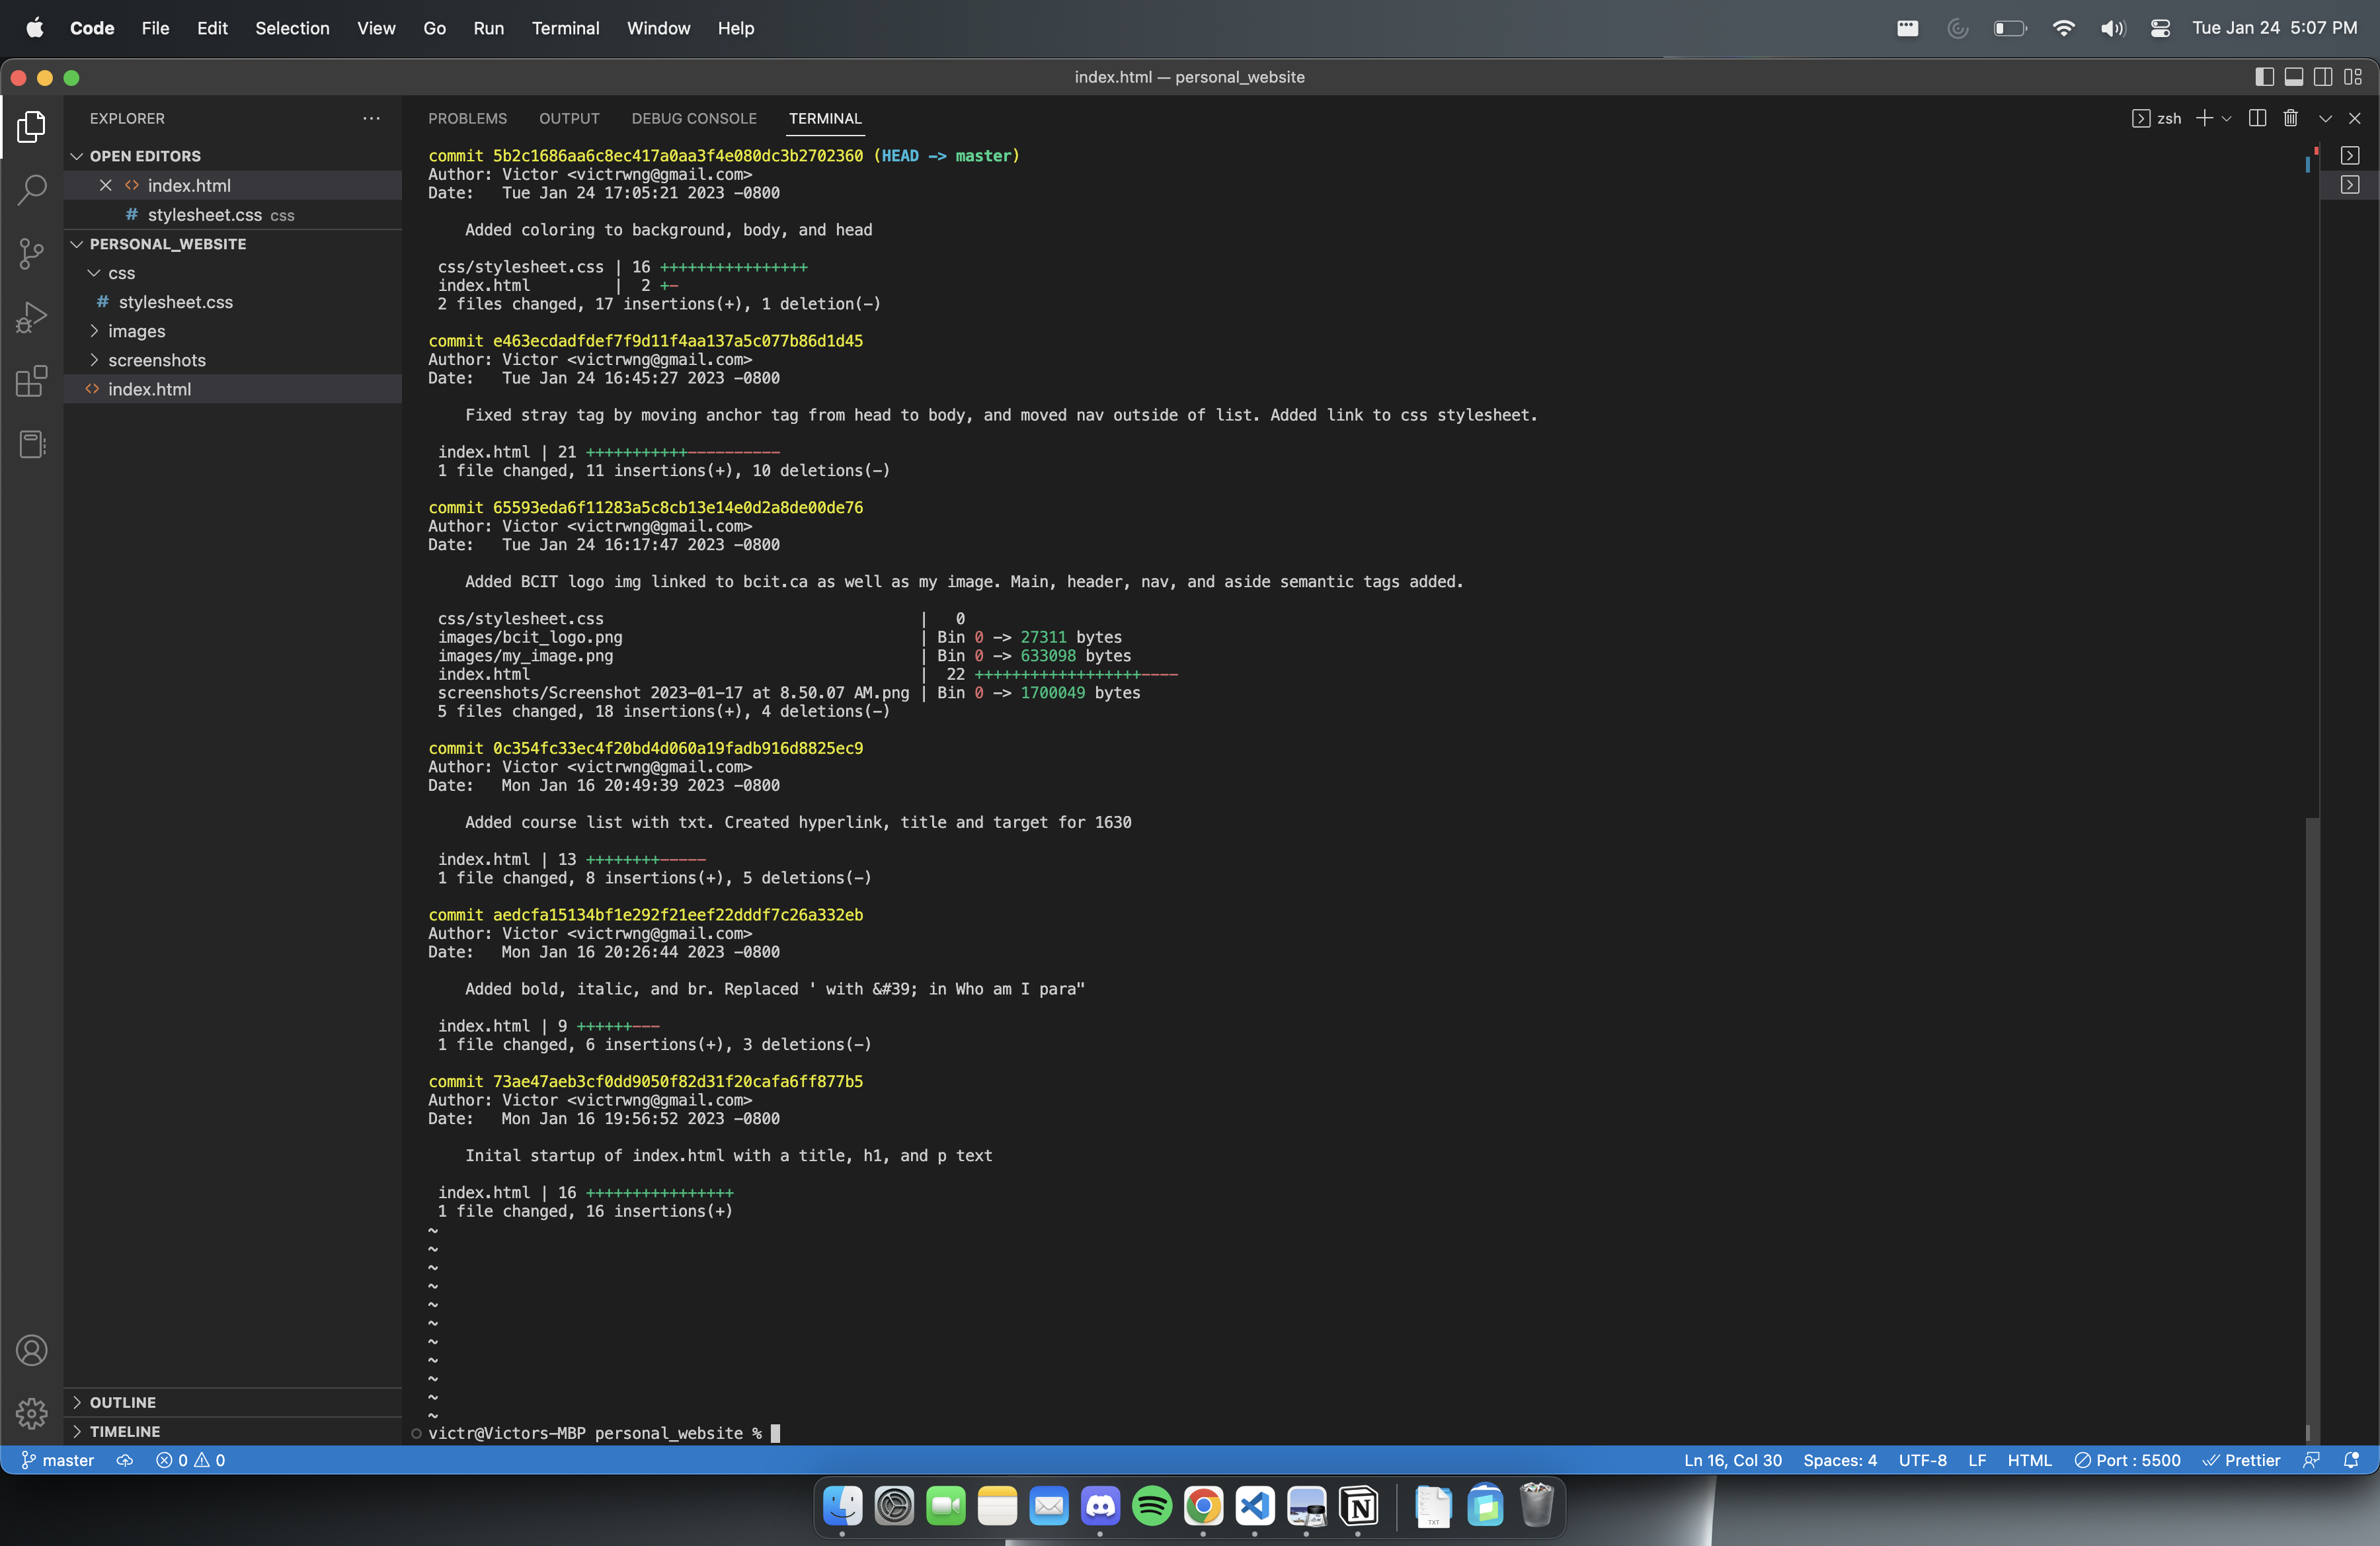 Code File Edit Selection View Go Run Terminal Window Help Tue Jan 24 5:07 PM
index.html — personal_website
EXPLORER
OPEN EDITORS
index.html
stylesheet.css css
PERSONAL_WEBSITE
css
stylesheet.css
images
screenshots
index.html
OUTLINE
TIMELINE
PROBLEMS OUTPUT DEBUG CONSOLE TERMINAL zsh
commit 5b2c1686aa6c8ec417a0aa3f4e080dc3b2702360 (HEAD -> master)
Author: Victor <victrwng@gmail.com>
Date:   Tue Jan 24 17:05:21 2023 -0800
Added coloring to background, body, and head
css/stylesheet.css | 16 ++++++++++++++++
index.html         |  2 +-
2 files changed, 17 insertions(+), 1 deletion(-)
commit e463ecdadfdef7f9d11f4aa137a5c077b86d1d45
Author: Victor <victrwng@gmail.com>
Date:   Tue Jan 24 16:45:27 2023 -0800
Fixed stray tag by moving anchor tag from head to body, and moved nav outside of list. Added link to css stylesheet.
index.html | 21 +++++++++++----------
1 file changed, 11 insertions(+), 10 deletions(-)
commit 65593eda6f11283a5c8cb13e14e0d2a8de00de76
Author: Victor <victrwng@gmail.com>
Date:   Tue Jan 24 16:17:47 2023 -0800
Added BCIT logo img linked to bcit.ca as well as my image. Main, header, nav, and aside semantic tags added.
css/stylesheet.css                                 |   0
images/bcit_logo.png                               | Bin 0 -> 27311 bytes
images/my_image.png                                | Bin 0 -> 633098 bytes
index.html                                         |  22 ++++++++++++++++++----
screenshots/Screenshot 2023-01-17 at 8.50.07 AM.png | Bin 0 -> 1700049 bytes
5 files changed, 18 insertions(+), 4 deletions(-)
commit 0c354fc33ec4f20bd4d060a19fadb916d8825ec9
Author: Victor <victrwng@gmail.com>
Date:   Mon Jan 16 20:49:39 2023 -0800
Added course list with txt. Created hyperlink, title and target for 1630
index.html | 13 ++++++++-----
1 file changed, 8 insertions(+), 5 deletions(-)
commit aedcfa15134bf1e292f21eef22dddf7c26a332eb
Author: Victor <victrwng@gmail.com>
Date:   Mon Jan 16 20:26:44 2023 -0800
Added bold, italic, and br. Replaced ' with &#39; in Who am I para"
index.html | 9 ++++++---
1 file changed, 6 insertions(+), 3 deletions(-)
commit 73ae47aeb3cf0dd9050f82d31f20cafa6ff877b5
Author: Victor <victrwng@gmail.com>
Date:   Mon Jan 16 19:56:52 2023 -0800
Inital startup of index.html with a title, h1, and p text
index.html | 16 ++++++++++++++++
1 file changed, 16 insertions(+)
~
~
~
~
~
~
~
~
~
~
~
victr@Victors-MBP personal_website %
master 0 0 Ln 16, Col 30 Spaces: 4 UTF-8 LF HTML Port : 5500 Prettier
TXT